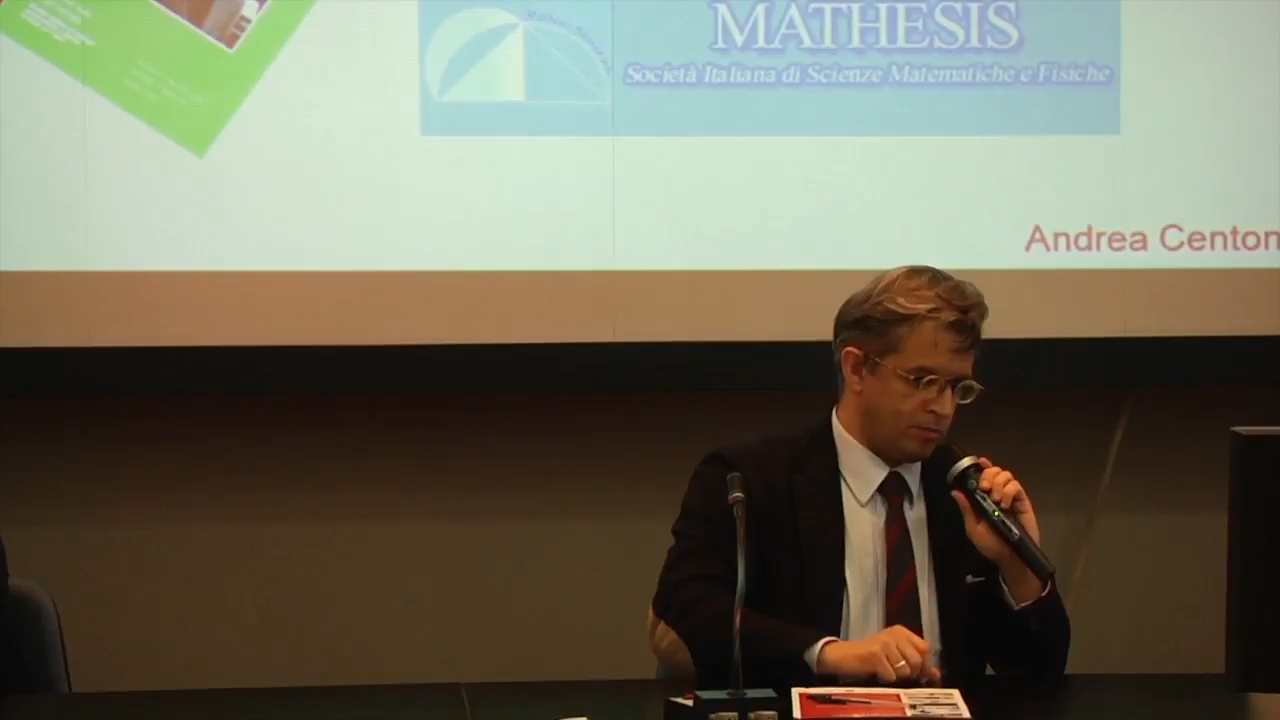 MATHESIS
Società Italiana di Scienze Matematiche e Fisiche
Andrea Centon